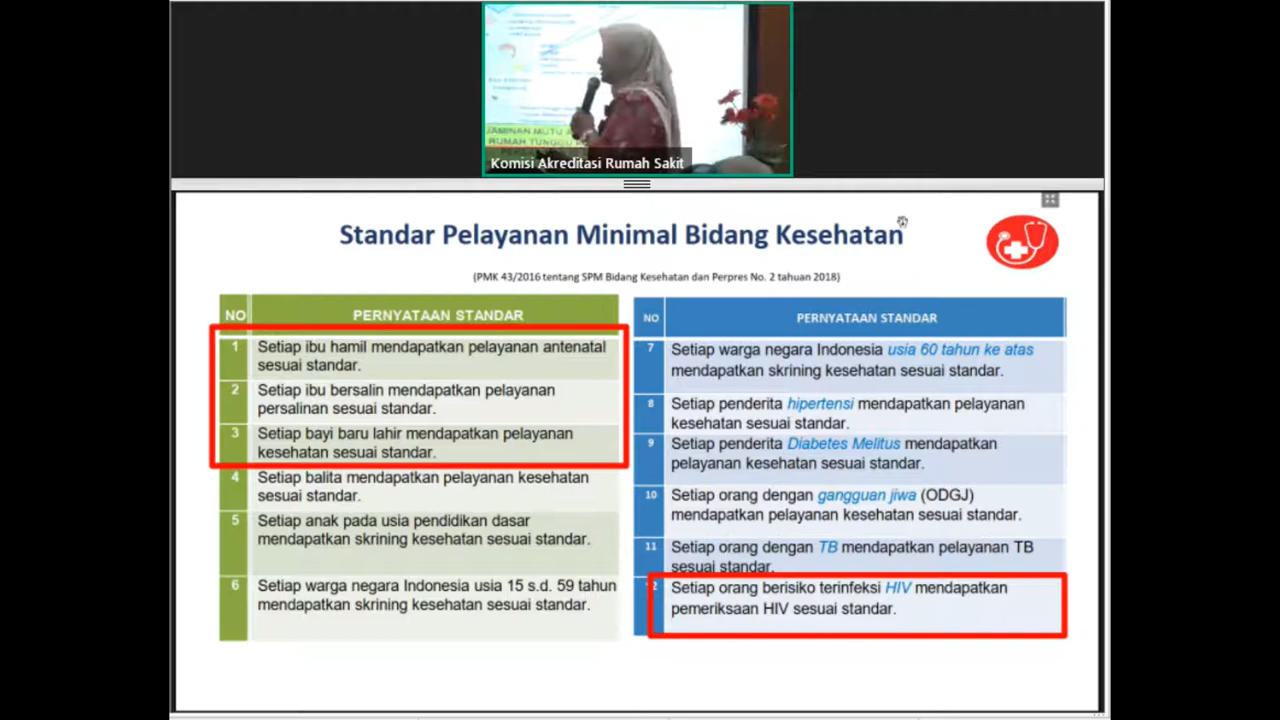 JAMINAN MUTU
RUMAH TUNGGU
Komisi Akreditasi Rumah Sakit
Standar Pelayanan Minimal Bidang Kesehatan
(PMK 43/2016 tentang SPM Bidang Kesehatan dan Perpres No. 2 tahuan 2018)
NO PERNYATAAN STANDAR
1 Setiap ibu hamil mendapatkan pelayanan antenatal
sesuai standar.
2 Setiap ibu bersalin mendapatkan pelayanan
persalinan sesuai standar.
3 Setiap bayi baru lahir mendapatkan pelayanan
kesehatan sesuai standar.
4 Setiap balita mendapatkan pelayanan kesehatan
sesuai standar.
5 Setiap anak pada usia pendidikan dasar
mendapatkan skrining kesehatan sesuai standar.
6 Setiap warga negara Indonesia usia 15 s.d. 59 tahun
mendapatkan skrining kesehatan sesuai standar.
NO PERNYATAAN STANDAR
7 Setiap warga negara Indonesia usia 60 tahun ke atas
mendapatkan skrining kesehatan sesuai standar.
8 Setiap penderita hipertensi mendapatkan pelayanan
kesehatan sesuai standar.
9 Setiap penderita Diabetes Melitus mendapatkan
pelayanan kesehatan sesuai standar.
10 Setiap orang dengan gangguan jiwa (ODGJ)
mendapatkan pelayanan kesehatan sesuai standar.
11 Setiap orang dengan TB mendapatkan pelayanan TB
sesuai standar.
Setiap orang berisiko terinfeksi HIV mendapatkan
pemeriksaan HIV sesuai standar.